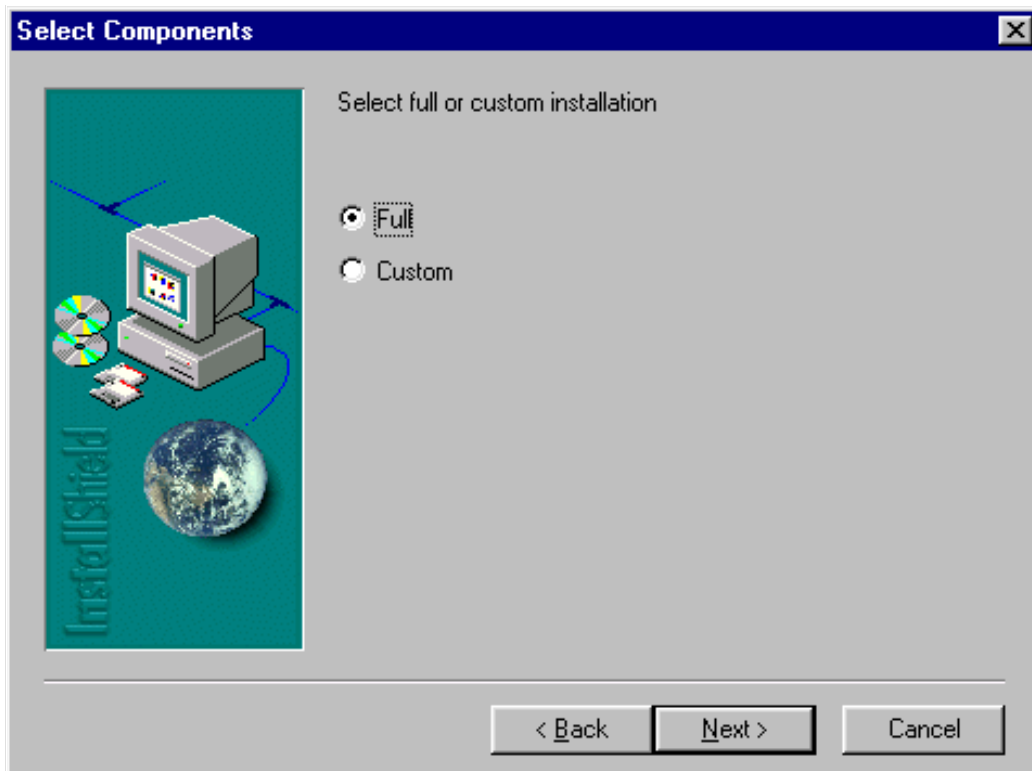 Select Components
Select full or custom installation
Full
Custom
InstallShield
< Back
Next >
Cancel